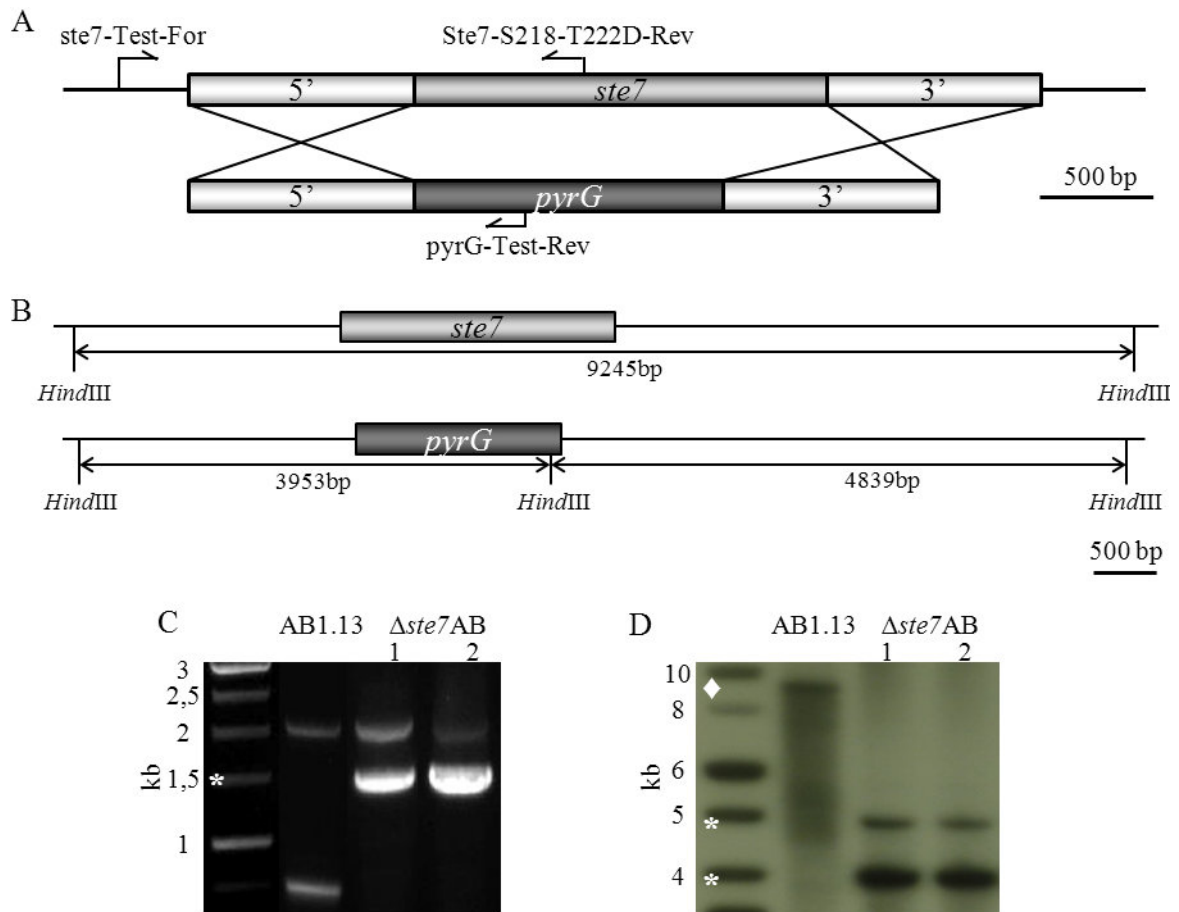 A
ste7-Test-For
Ste7-S218-T222D-Rev
5’ ste7 3’
5’ pyrG 3’
500 bp
pyrG-Test-Rev
B
ste7
9245bp
HindIII HindIII
pyrG
3953bp 4839bp
HindIII HindIII HindIII
500 bp
C
AB1.13 Δste7AB
1 2
kb
3
2,5
2
* 1,5
1
D
AB1.13 Δste7AB
1 2
kb
10
8
6
5
*
4
*